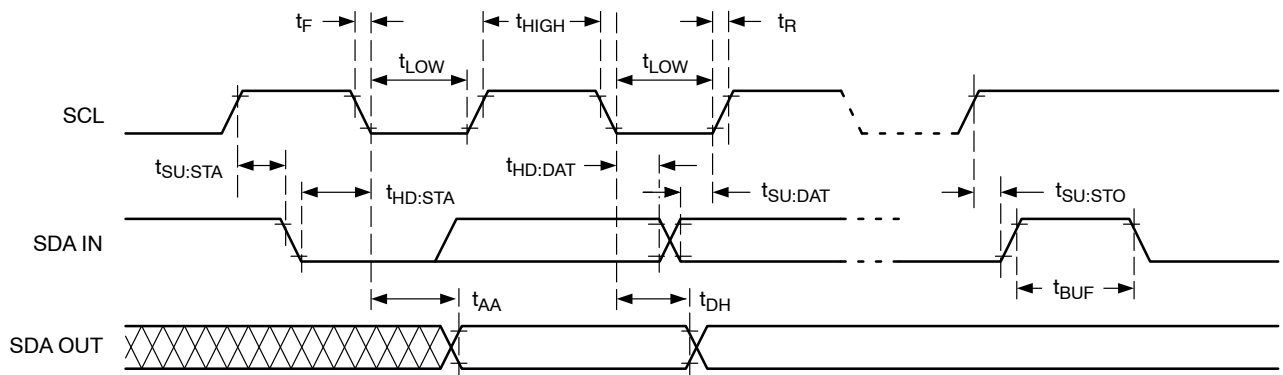 tF
tHIGH
tR
tLOW
tLOW
SCL
tSU:STA
tHD:STA
tHD:DAT
tSU:DAT
tSU:STO
SDA IN
tBUF
tAA
tDH
SDA OUT